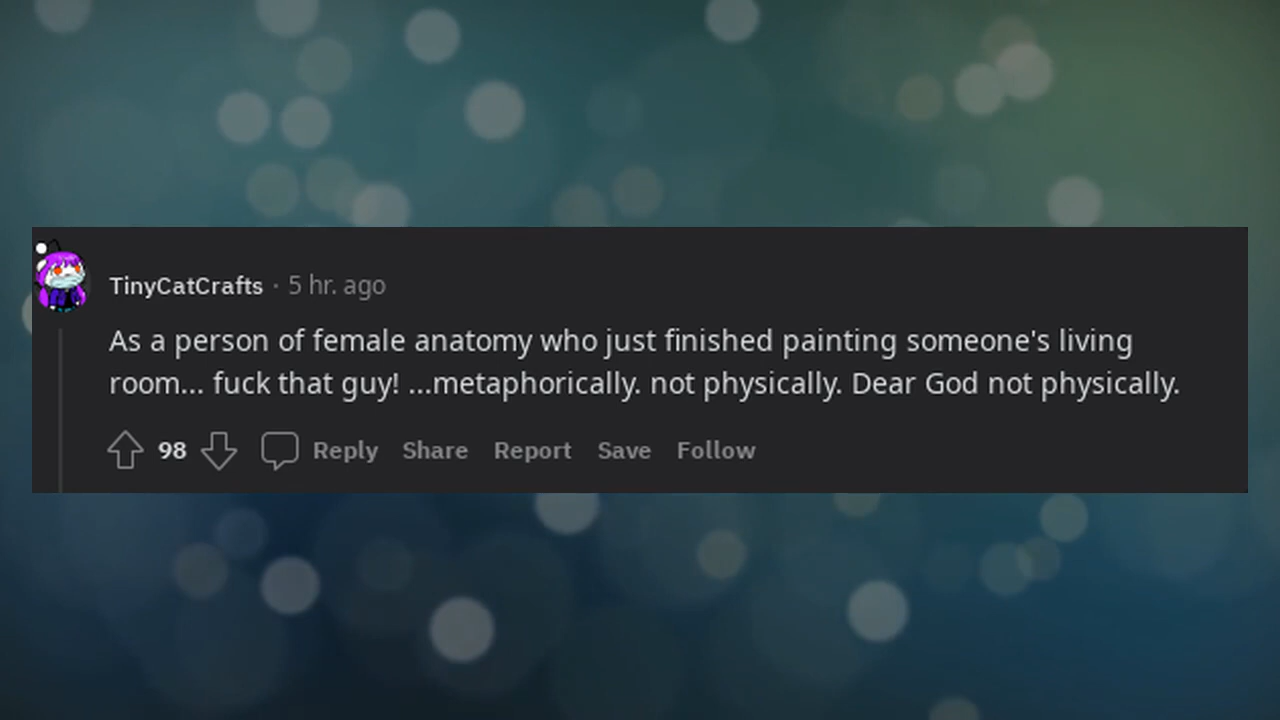 TinyCatCrafts · 5 hr. ago
As a person of female anatomy who just finished painting someone's living
room... fuck that guy! ...metaphorically. not physically. Dear God not physically.
98 Reply Share Report Save Follow